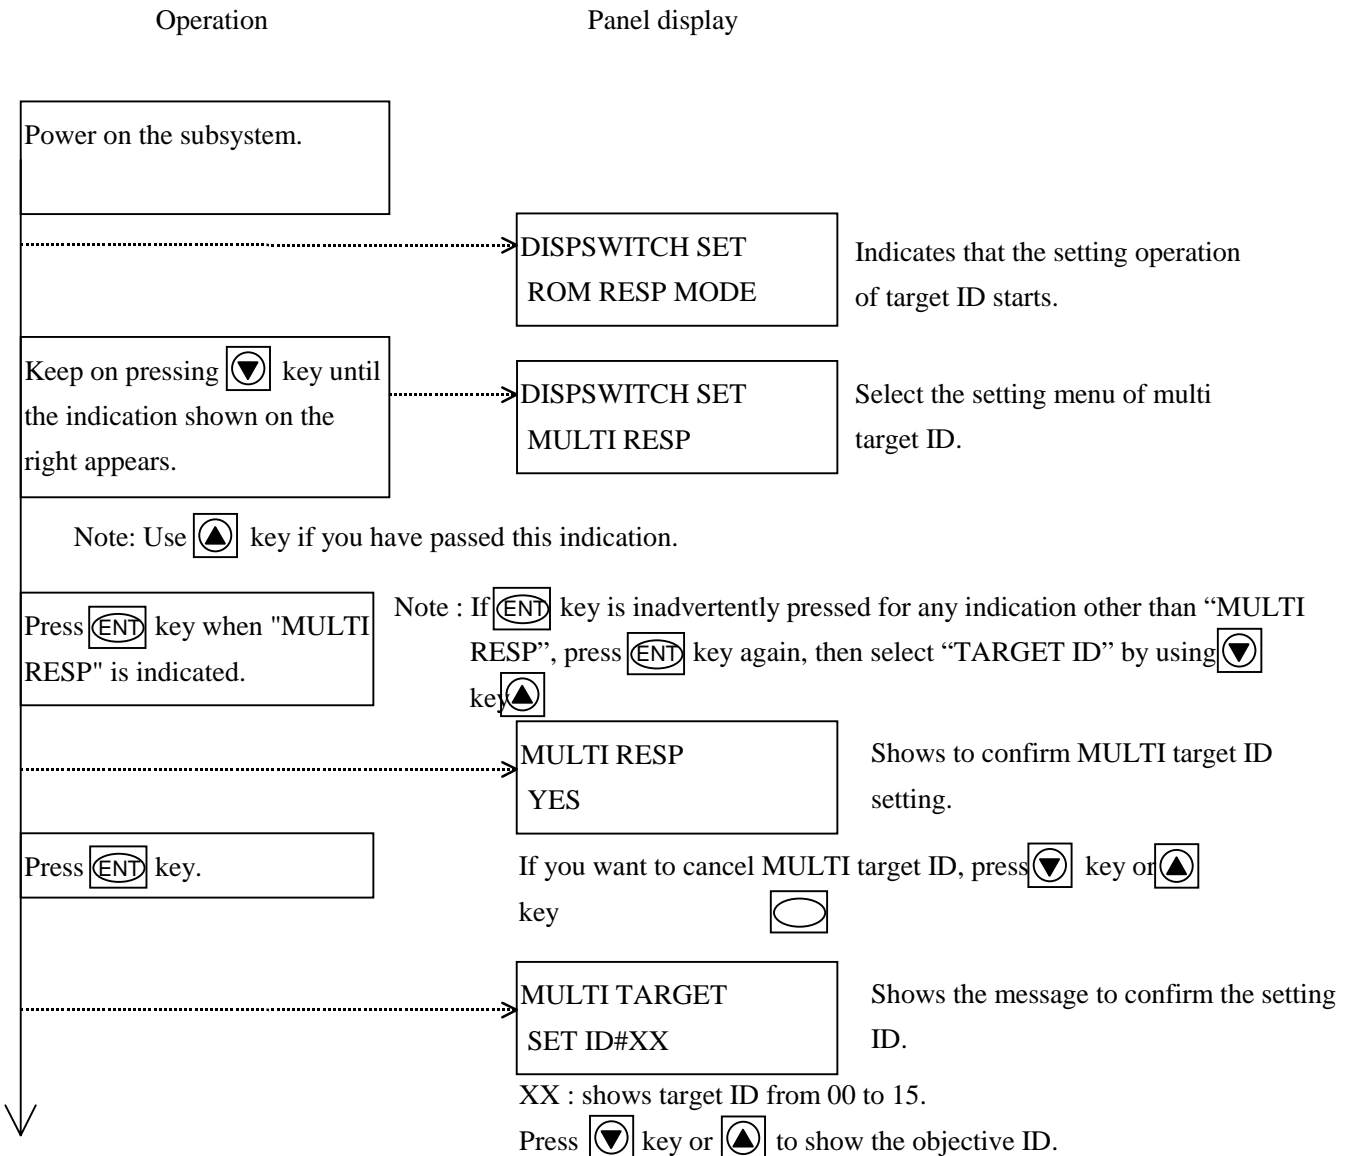 Operation
Panel display
Power on the subsystem.
DISPSWITCH SET
ROM RESP MODE
Indicates that the setting operation
of target ID starts.
Keep on pressing key until
the indication shown on the
right appears.
DISPSWITCH SET
MULTI RESP
Select the setting menu of multi
target ID.
Note: Use key if you have passed this indication.
Press ENT key when "MULTI
RESP" is indicated.
Note : If ENT key is inadvertently pressed for any indication other than “MULTI
RESP”, press ENT key again, then select “TARGET ID” by using
key
MULTI RESP
YES
Shows to confirm MULTI target ID
setting.
Press ENT key.
If you want to cancel MULTI target ID, press key or
key
MULTI TARGET
SET ID#XX
Shows the message to confirm the setting
ID.
XX : shows target ID from 00 to 15.
Press key or to show the objective ID.